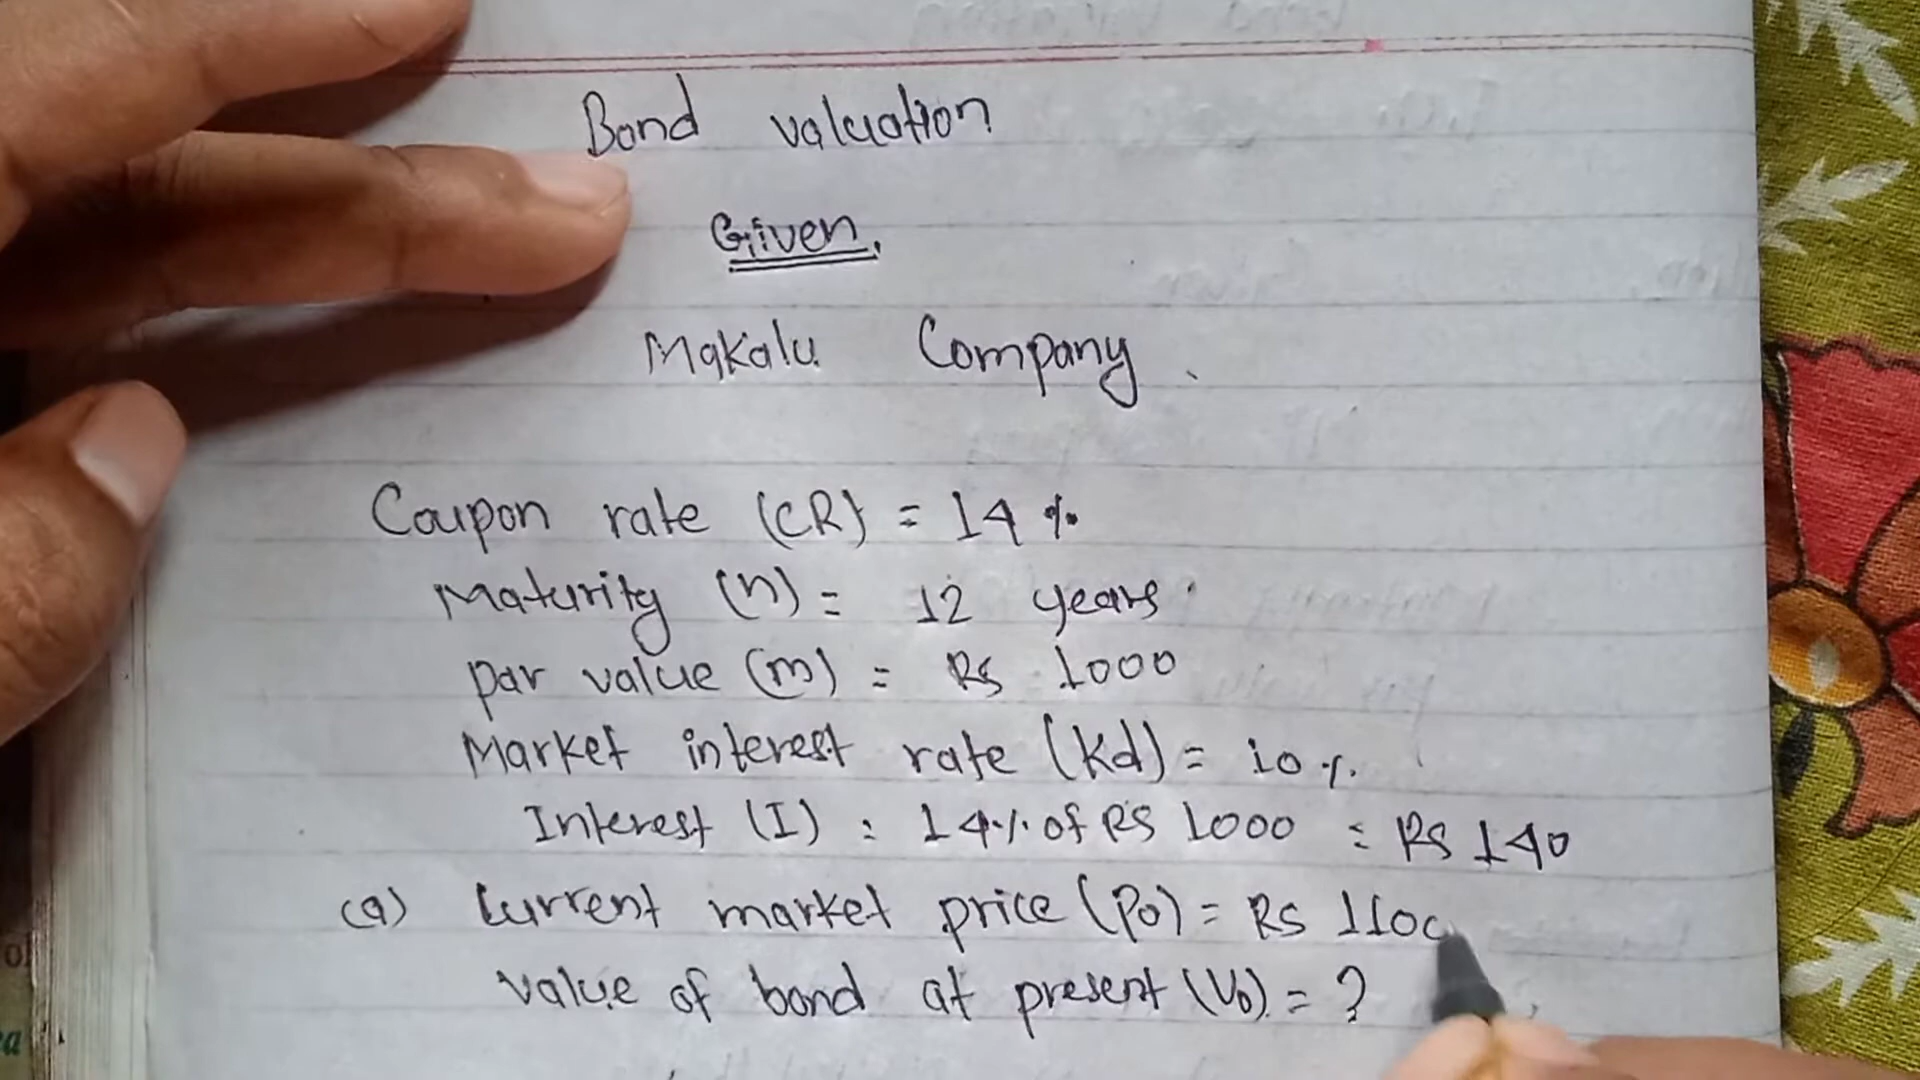 Bond valuation
Given,
Makalu Company.
Coupon rate (CR) = 14 %
Maturity (n) = 12 years
par value (m) = Rs 1000
Market interest rate (Kd) = 10 %.
Interest (I) = 14% of RS 1000 = Rs 140
(a) Current market price (Po) = RS 1100
value of bond at present (Vo) = ?